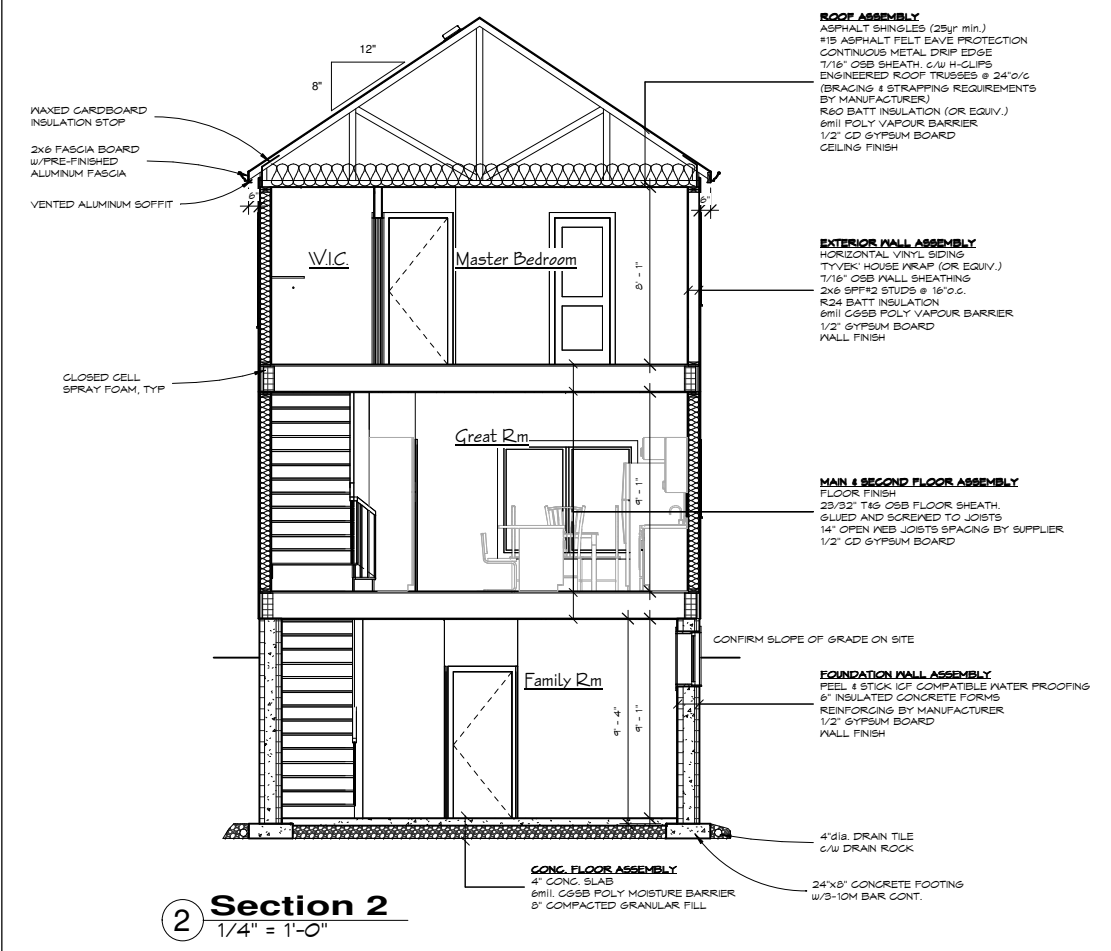 ROOF ASSEMBLY
ASPHALT SHINGLES (25yr min.)
#15 ASPHALT FELT EAVE PROTECTION
CONTINUOUS METAL DRIP EDGE
7/16" OSB SHEATH. c/w H-CLIPS
ENGINEERED ROOF TRUSSES @ 24"o/c
(BRACING & STRAPPING REQUIREMENTS
BY MANUFACTURER)
R60 BATT INSULATION (OR EQUIV.)
6mil POLY VAPOUR BARRIER
1/2" CD GYPSUM BOARD
CEILING FINISH
12"
8"
WAXED CARDBOARD
INSULATION STOP
2x6 FASCIA BOARD
w/PRE-FINISHED
ALUMINUM FASCIA
VENTED ALUMINUM SOFFIT
6"
6"
W.I.C.
Master Bedroom
8' - 1"
EXTERIOR WALL ASSEMBLY
HORIZONTAL VINYL SIDING
'TYVEK' HOUSE WRAP (OR EQUIV.)
7/16" OSB WALL SHEATHING
2x6 SPF#2 STUDS @ 16"o.c.
R24 BATT INSULATION
6mil CGSB POLY VAPOUR BARRIER
1/2" GYPSUM BOARD
WALL FINISH
CLOSED CELL
SPRAY FOAM, TYP
Great Rm
9' - 1"
MAIN & SECOND FLOOR ASSEMBLY
FLOOR FINISH
23/32" T&G OSB FLOOR SHEATH.
GLUED AND SCREWED TO JOISTS
14" OPEN WEB JOISTS SPACING BY SUPPLIER
1/2" CD GYPSUM BOARD
CONFIRM SLOPE OF GRADE ON SITE
Family Rm
9' - 4"
9' - 1"
FOUNDATION WALL ASSEMBLY
PEEL & STICK ICF COMPATIBLE WATER PROOFING
6" INSULATED CONCRETE FORMS
REINFORCING BY MANUFACTURER
1/2" GYPSUM BOARD
WALL FINISH
4"dia. DRAIN TILE
c/w DRAIN ROCK
CONC. FLOOR ASSEMBLY
4" CONC. SLAB
6mil. CGSB POLY MOISTURE BARRIER
8" COMPACTED GRANULAR FILL
24"x8" CONCRETE FOOTING
w/3-10M BAR CONT.
2
Section 2
1/4" = 1'-0"